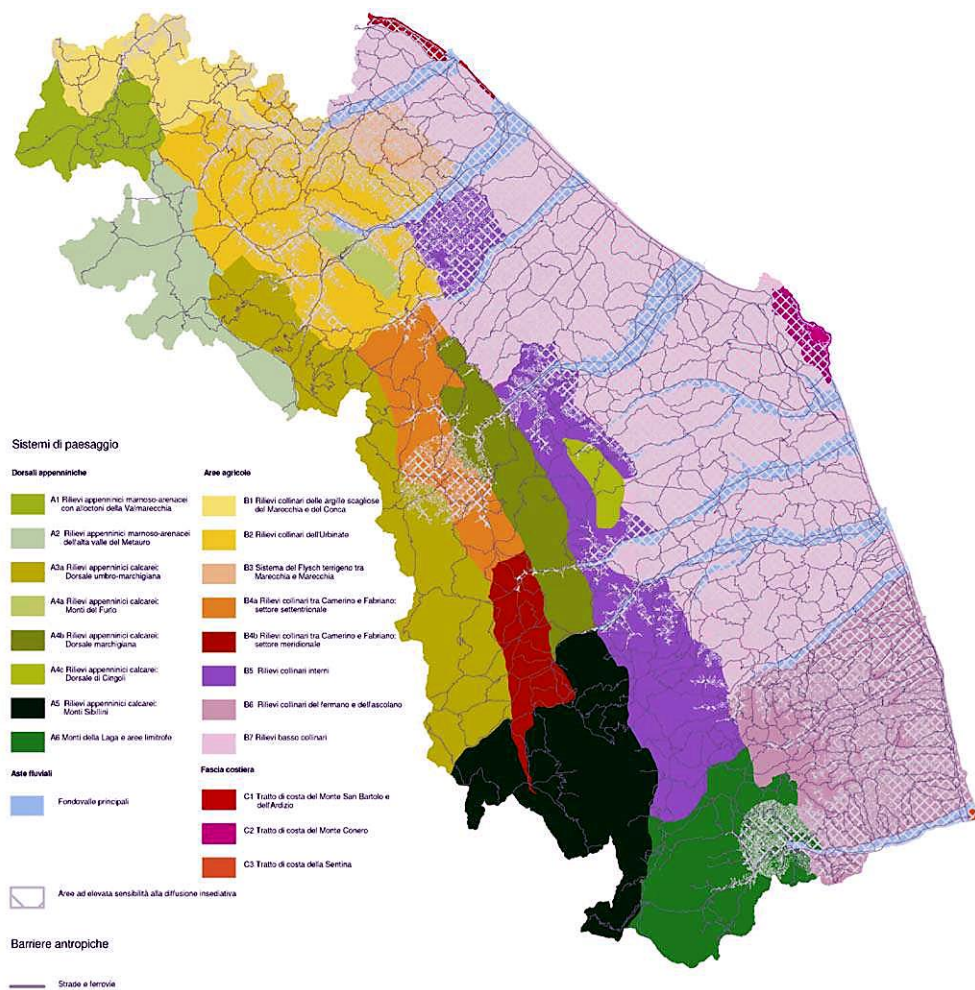 Sistemi di paesaggio
Dorsali appenniniche
A1 Rilievi appenninici marnoso-arenacei
con alloctoni della Valmarecchia
A2 Rilievi appenninici marnoso-arenacei
dell'alta valle del Metauro
A3a Rilievi appenninici calcarei:
Dorsale umbro-marchigiana
A4a Rilievi appenninici calcarei:
Monti del Furlo
A4b Rilievi appenninici calcarei:
Dorsale marchigiana
A4c Rilievi appenninici calcarei:
Dorsale di Cingoli
A5 Rilievi appenninici calcarei:
Monti Sibillini
A6 Monti della Laga e aree limitrofe
Aste fluviali
Fondovalle principali
Aree ad elevata sensibilità alla diffusione insediativa
Barriere antropiche
Strade e ferrovie
Aree agricole
B1 Rilievi collinari delle argille scagliose
del Marecchia e del Conca
B2 Rilievi collinari dell'Urbinate
B3 Sistema del Flysch terrigeno tra
Marecchia e Marecchia
B4a Rilievi collinari tra Camerino e Fabriano:
settore settentrionale
B4b Rilievi collinari tra Camerino e Fabriano:
settore meridionale
B5 Rilievi collinari interni
B6 Rilievi collinari del fermano e dell'ascolano
B7 Rilievi basso collinari
Fascia costiera
C1 Tratto di costa del Monte San Bartolo e
dell'Ardizio
C2 Tratto di costa del Monte Conero
C3 Tratto di costa della Sentina